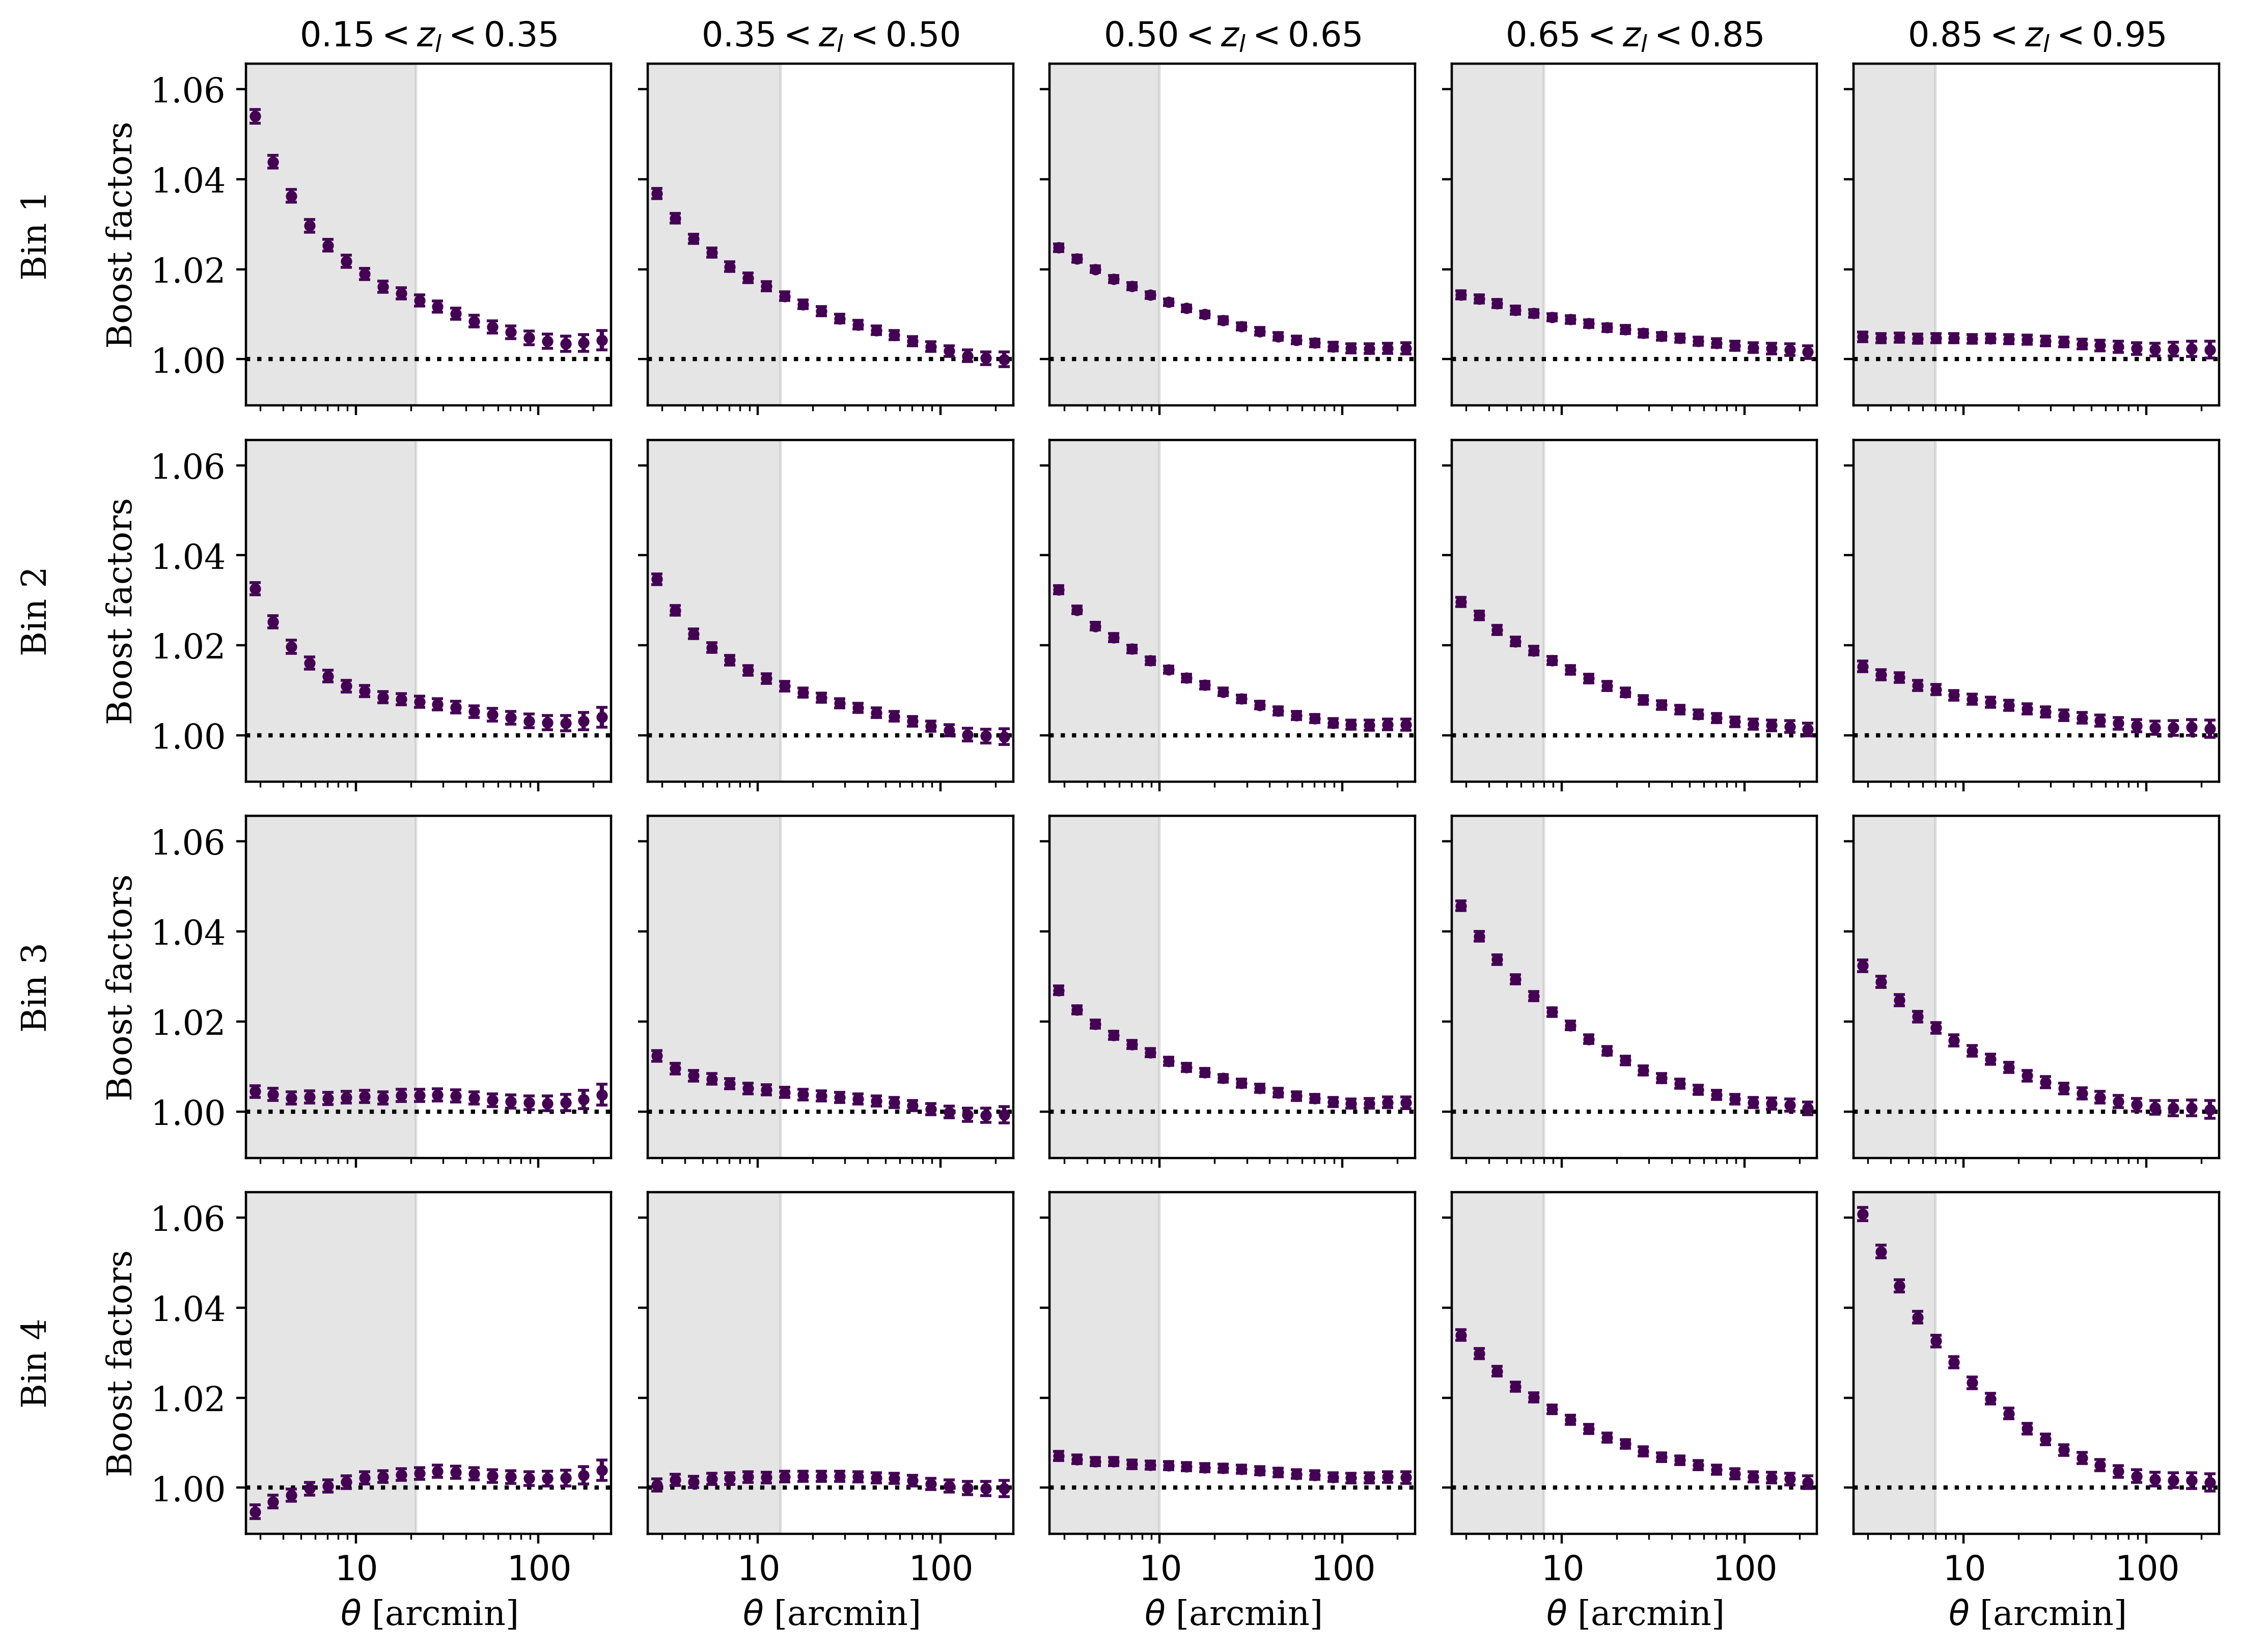 0.15 < z_l < 0.35 0.35 < z_l < 0.50 0.50 < z_l < 0.65 0.65 < z_l < 0.85 0.85 < z_l < 0.95
Bin 1
Boost factors
1.06
1.04
1.02
1.00
Bin 2
Boost factors
1.06
1.04
1.02
1.00
Bin 3
Boost factors
1.06
1.04
1.02
1.00
Bin 4
Boost factors
1.06
1.04
1.02
1.00
10 100 10 100 10 100 10 100 10 100
θ [arcmin] θ [arcmin] θ [arcmin] θ [arcmin] θ [arcmin]